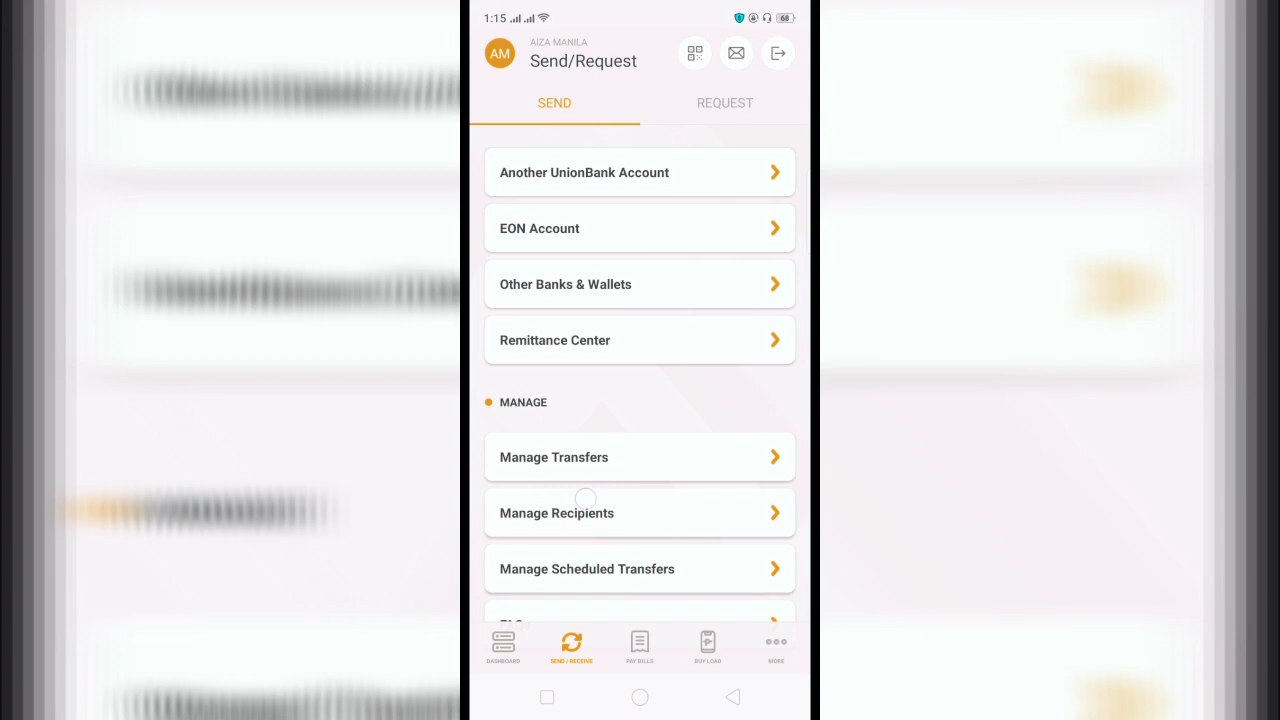 1:15
68
AM
AIZA MANILA
Send/Request
SEND
REQUEST
Another UnionBank Account
EON Account
Other Banks & Wallets
Remittance Center
MANAGE
Manage Transfers
Manage Recipients
Manage Scheduled Transfers
DASHBOARD
SEND / RECEIVE
PAY BILLS
BUY LOAD
MORE